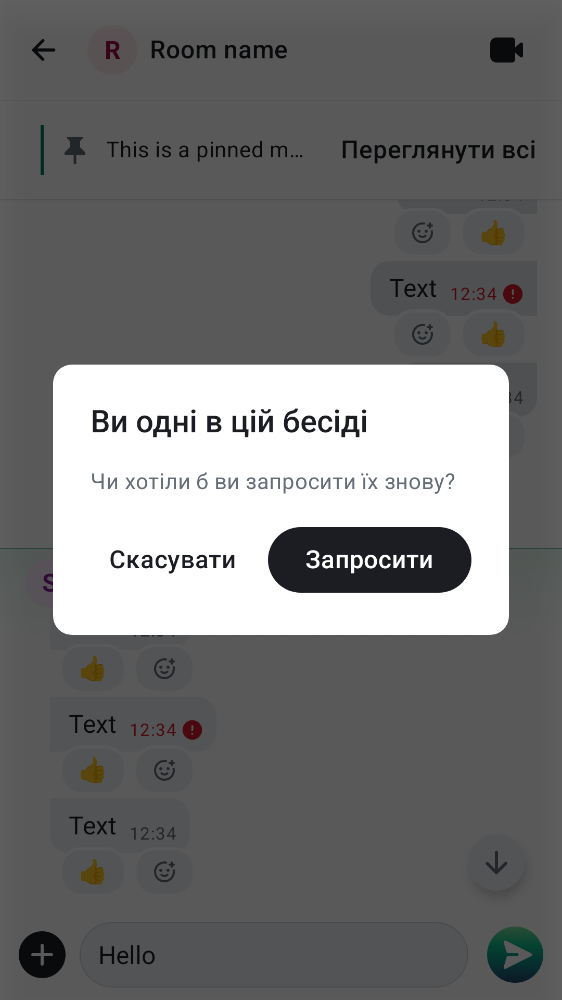 R Room name
This is a pinned m… Переглянути всі
Text 12:34
Ви одні в цій бесіді
Чи хотіли б ви запросити їх знову?
Скасувати Запросити
S
Text 12:34
Text 12:34
Hello